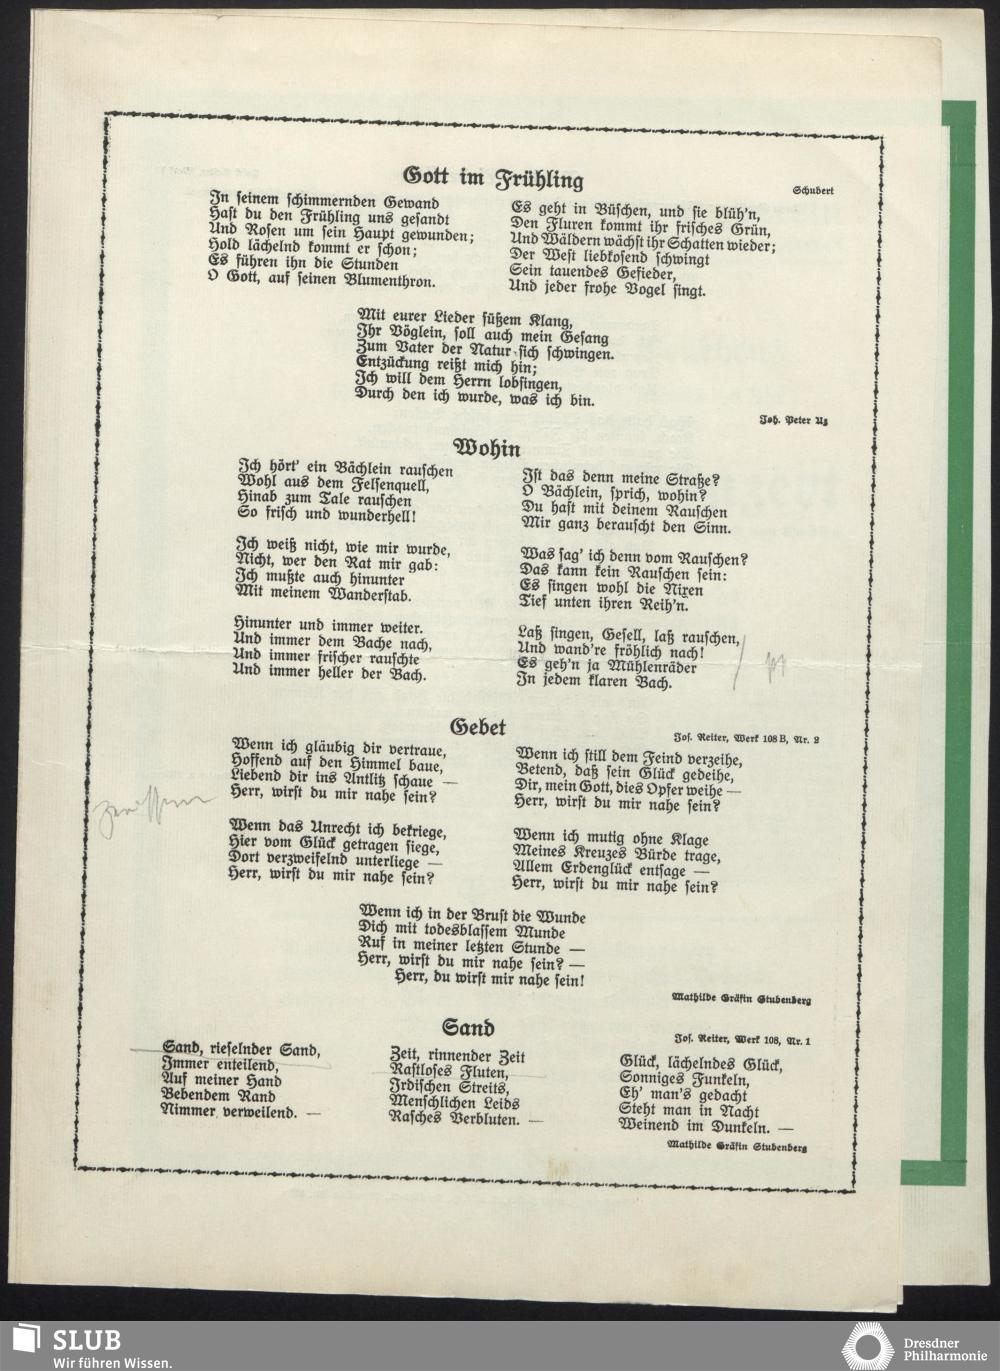 Gott im Frühling
Schubert
In seinem schimmernden Gewand
Hast du den Frühling uns gesandt
Und Rosen um sein Haupt gewunden;
Hold lächelnd kommt er schon;
Es führen ihn die Stunden
O Gott, auf seinen Blumenthron.
Es geht in Büschen, und sie blüh'n,
Den Fluren kommt ihr frisches Grün,
Und Wäldern wächst ihr Schatten wieder;
Der West liebkosend schwingt
Sein tauendes Gefieder,
Und jeder frohe Vogel singt.
Mit eurer Lieder süßem Klang,
Ihr Vöglein, soll auch mein Gesang
Zum Vater der Natur sich schwingen.
Entzückung reißt mich hin;
Ich will dem Herrn lobsingen,
Durch den ich wurde, was ich bin.
Joh. Peter Uz
Wohin
Ich hört' ein Bächlein rauschen
Wohl aus dem Felsenquell,
Hinab zum Tale rauschen
So frisch und wunderhell!
Ich weiß nicht, wie mir wurde,
Nicht, wer den Rat mir gab:
Ich mußte auch hinunter
Mit meinem Wanderstab.
Hinunter und immer weiter.
Und immer dem Bache nach,
Und immer frischer rauschte
Und immer heller der Bach.
Ist das denn meine Straße?
O Bächlein, sprich, wohin?
Du hast mit deinem Rauschen
Mir ganz berauscht den Sinn.
Was sag' ich denn vom Rauschen?
Das kann kein Rauschen sein:
Es singen wohl die Nixen
Tief unten ihren Reih'n.
Laß singen, Gesell, laß rauschen,
Und wand're fröhlich nach!
Es geh'n ja Mühlenräder
In jedem klaren Bach.
pp
Gebet
Jos. Reiter, Werk 108 B, Nr. 2
Wenn ich gläubig dir vertraue,
Hoffend auf den Himmel baue,
Liebend dir ins Antlitz schaue —
Herr, wirst du mir nahe sein?
Wenn das Unrecht ich bekriege,
Hier vom Glück getragen siege,
Dort verzweifelnd unterliege —
Herr, wirst du mir nahe sein?
Wenn ich still dem Feind verzeihe,
Betend, daß sein Glück gedeihe,
Dir, mein Gott, dies Opfer weihe —
Herr, wirst du mir nahe sein?
Wenn ich mutig ohne Klage
Meines Kreuzes Bürde trage,
Allem Erdenglück entsage —
Herr, wirst du mir nahe sein?
Wenn ich in der Brust die Wunde
Dich mit todesblassem Munde
Ruf in meiner letzten Stunde —
Herr, wirst du mir nahe sein? —
Herr, du wirst mir nahe sein!
Mathilde Gräfin Stubenberg
Sand
Jos. Reiter, Werk 108, Nr. 1
Sand, rieselnder Sand,
Immer enteilend,
Auf meiner Hand
Bebendem Rand
Nimmer verweilend. —
Zeit, rinnender Zeit
Rastloses Fluten,
Irdischen Streits,
Menschlichen Leids
Rasches Verbluten. —
Glück, lächelndes Glück,
Sonniges Funkeln,
Eh' man's gedacht
Steht man in Nacht
Weinend im Dunkeln. —
Mathilde Gräfin Stubenberg
SLUB
Wir führen Wissen.
Dresdner
Philharmonie